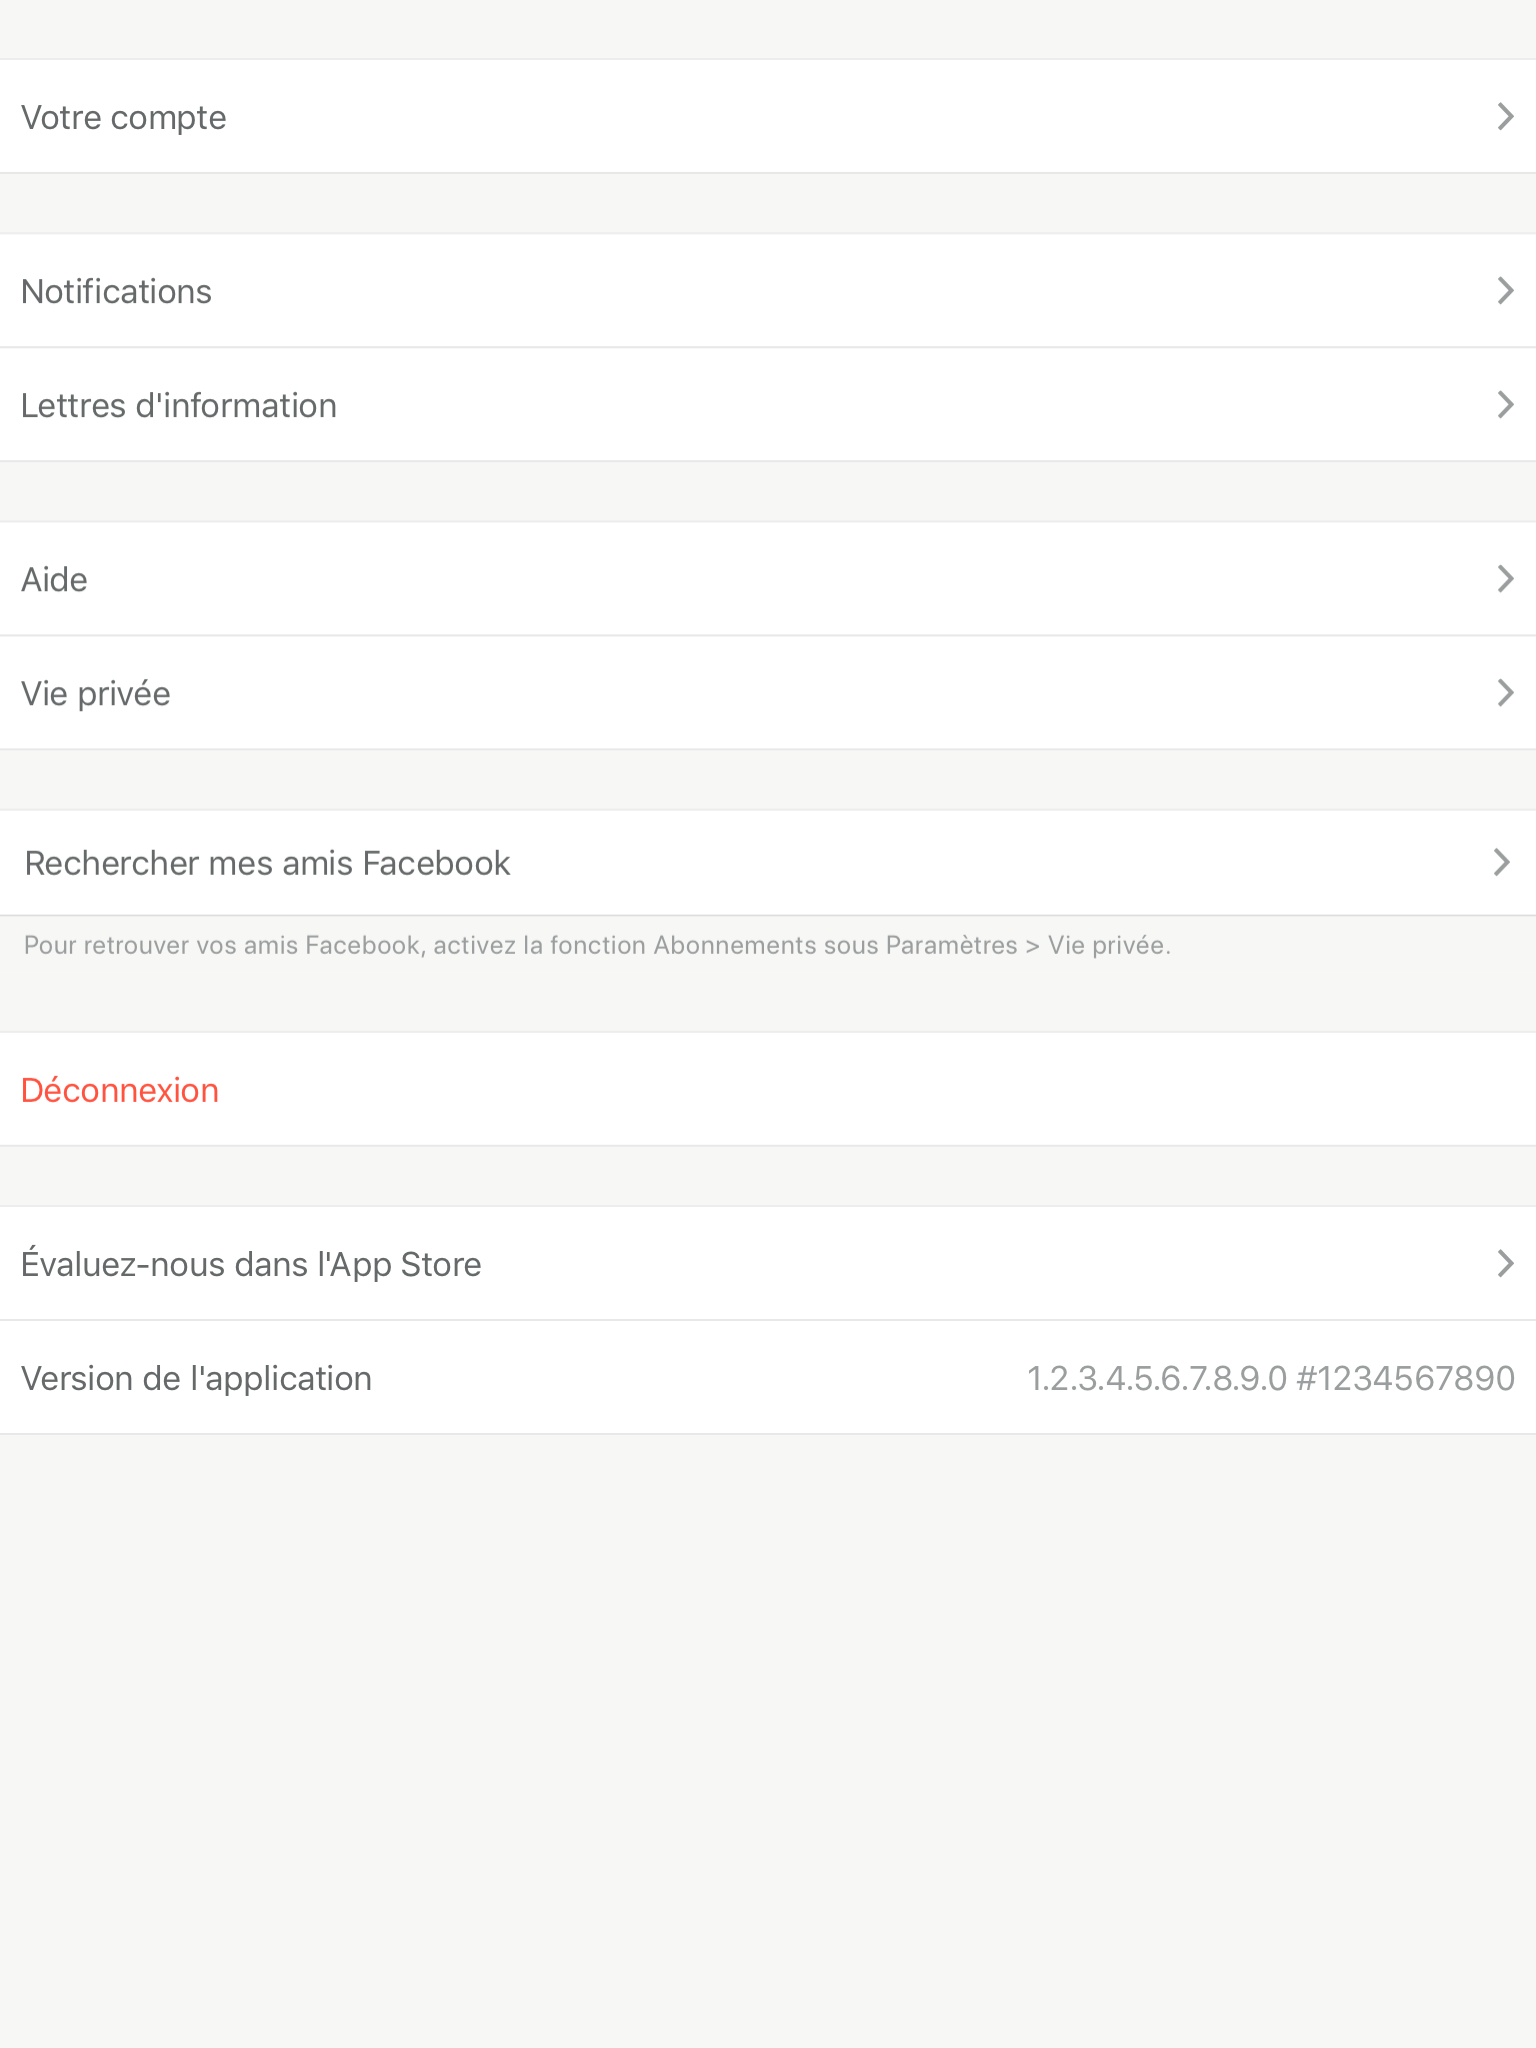 Votre compte
Notifications
Lettres d'information
Aide
Vie privée
Rechercher mes amis Facebook
Pour retrouver vos amis Facebook, activez la fonction Abonnements sous Paramètres > Vie privée.
Déconnexion
Évaluez-nous dans l'App Store
Version de l'application 1.2.3.4.5.6.7.8.9.0 #1234567890